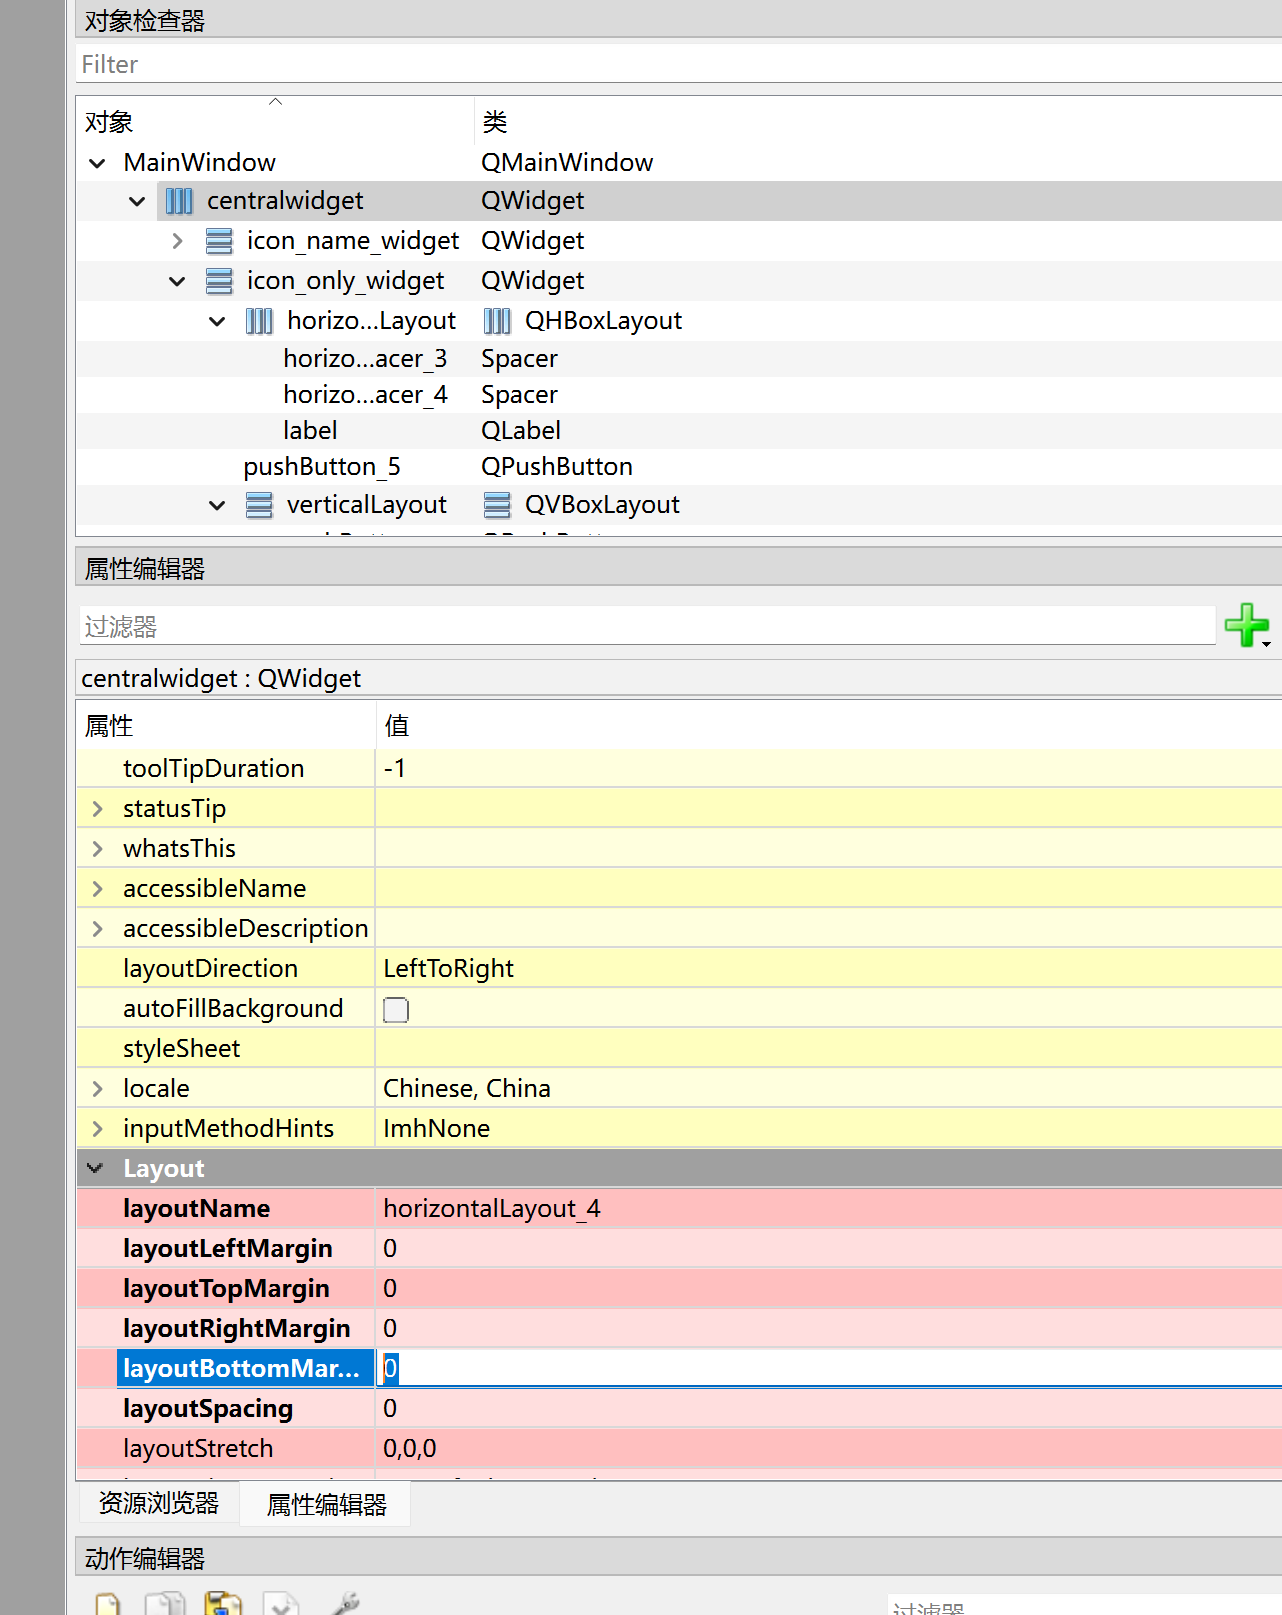 对象检查器
Filter
对象 类
MainWindow QMainWindow
centralwidget QWidget
icon_name_widget QWidget
icon_only_widget QWidget
horizo...Layout QHBoxLayout
horizo...acer_3 Spacer
horizo...acer_4 Spacer
label QLabel
pushButton_5 QPushButton
verticalLayout QVBoxLayout
属性编辑器
过滤器
centralwidget : QWidget
属性 值
toolTipDuration -1
statusTip
whatsThis
accessibleName
accessibleDescription
layoutDirection LeftToRight
autoFillBackground
styleSheet
locale Chinese, China
inputMethodHints ImhNone
Layout
layoutName horizontalLayout_4
layoutLeftMargin 0
layoutTopMargin 0
layoutRightMargin 0
layoutBottomMar... 0
layoutSpacing 0
layoutStretch 0,0,0
资源浏览器 属性编辑器
动作编辑器
过滤器